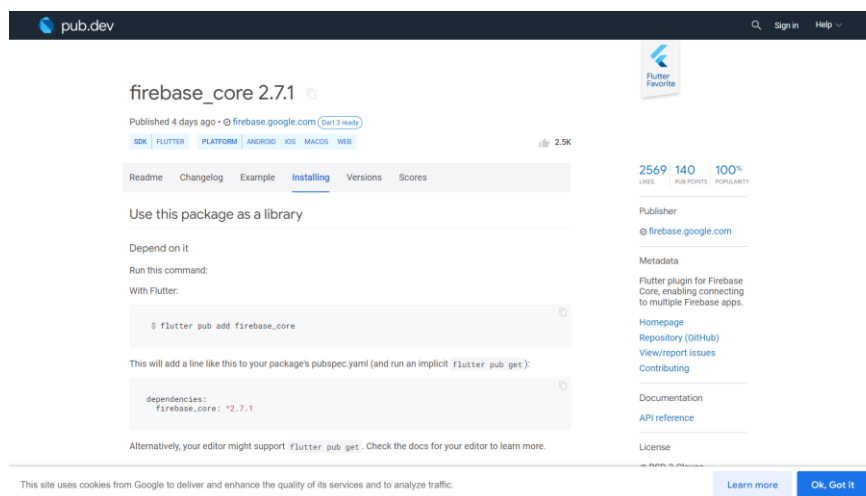 pub.dev
Sign in
Help
Flutter
Favorite
firebase_core 2.7.1
Published 4 days ago • firebase.google.com Dart 3 ready
SDK FLUTTER PLATFORM ANDROID IOS MACOS WEB
2.5K
Readme Changelog Example Installing Versions Scores
Use this package as a library
Depend on it
Run this command:
With Flutter:
$ flutter pub add firebase_core
This will add a line like this to your package's pubspec.yaml (and run an implicit flutter pub get):
dependencies:
firebase_core: ^2.7.1
Alternatively, your editor might support flutter pub get. Check the docs for your editor to learn more.
2569 140 100%
LIKES PUB POINTS POPULARITY
Publisher
firebase.google.com
Metadata
Flutter plugin for Firebase
Core, enabling connecting
to multiple Firebase apps.
Homepage
Repository (GitHub)
View/report issues
Contributing
Documentation
API reference
License
This site uses cookies from Google to deliver and enhance the quality of its services and to analyze traffic.
Learn more
Ok, Got It